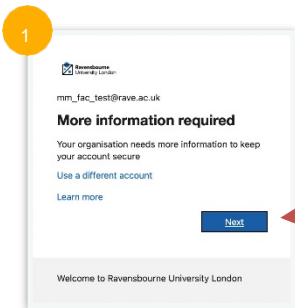 1
Ravensbourne
University London
mm_fac_test@rave.ac.uk
More information required
Your organisation needs more information to keep
your account secure
Use a different account
Learn more
Next
Welcome to Ravensbourne University London